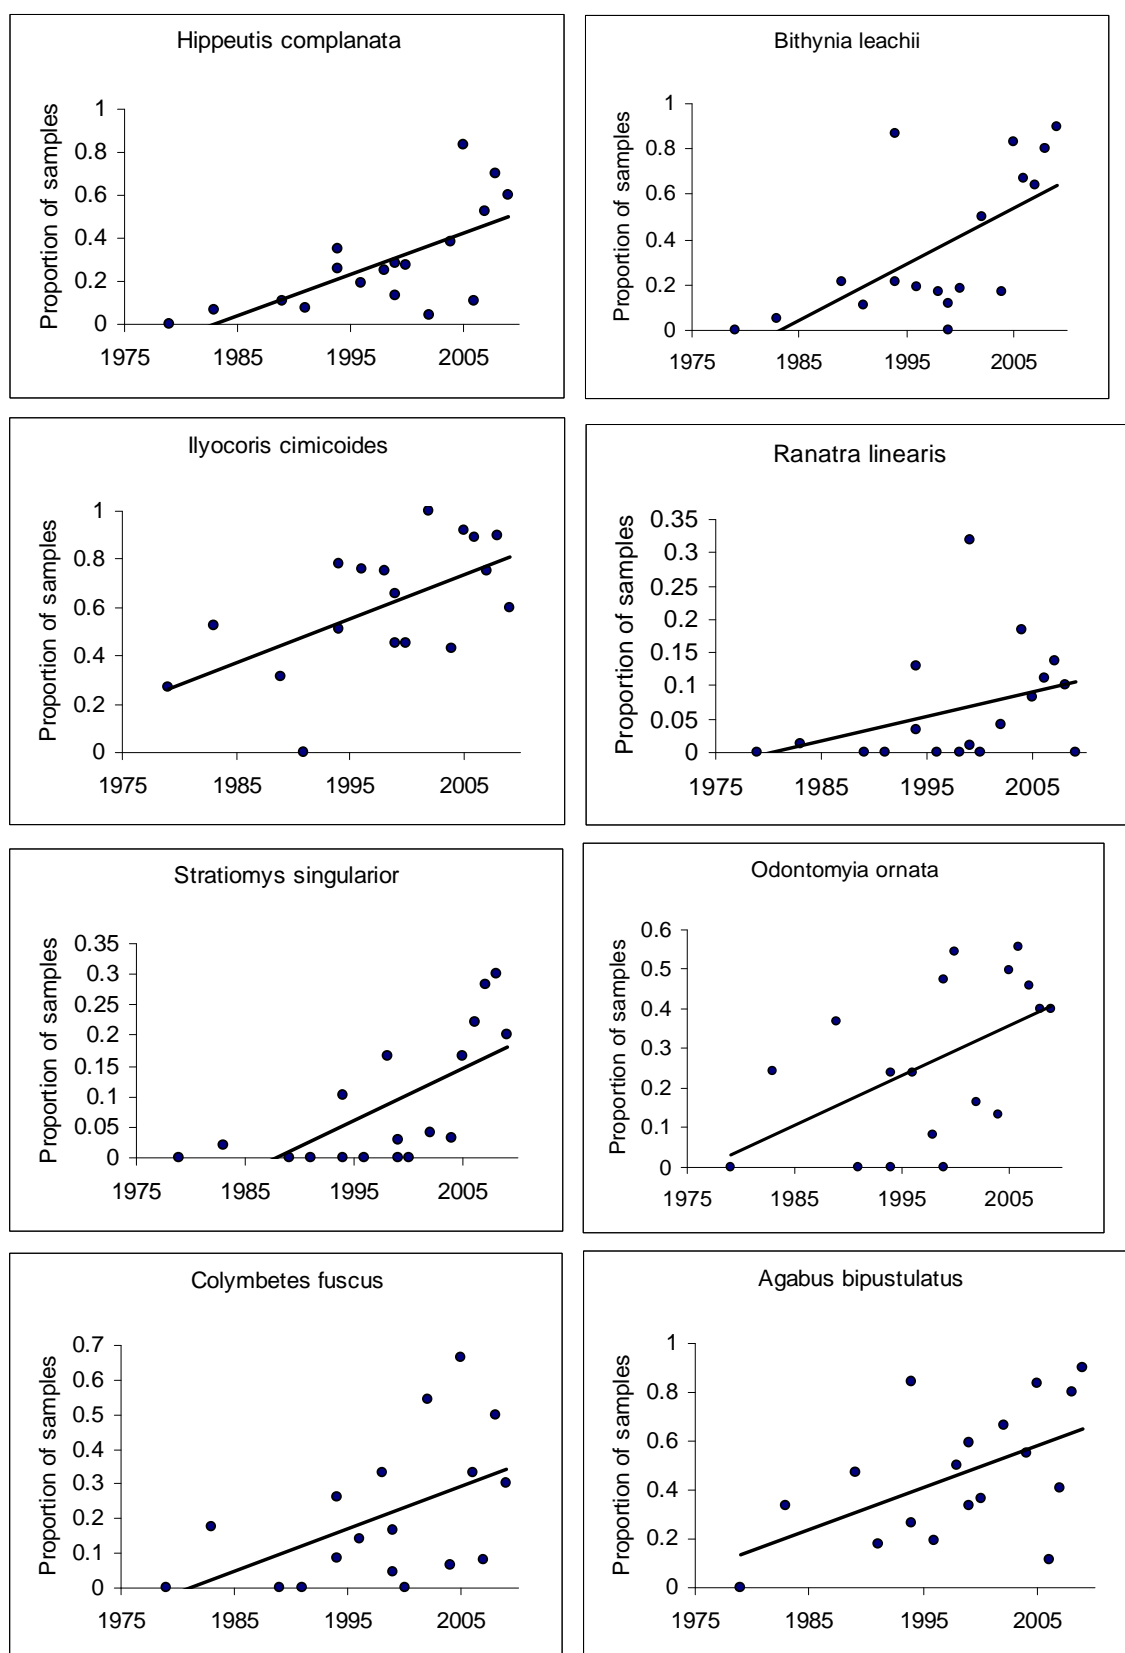 Hippeutis complanata
Proportion of samples
1
0.8
0.6
0.4
0.2
0
1975 1985 1995 2005
Bithynia leachii
Proportion of samples
1
0.8
0.6
0.4
0.2
0
1975 1985 1995 2005
Ilyocoris cimicoides
Proportion of samples
1
0.8
0.6
0.4
0.2
0
1975 1985 1995 2005
Ranatra linearis
Proportion of samples
0.35
0.3
0.25
0.2
0.15
0.1
0.05
0
1975 1985 1995 2005
Stratiomys singularior
Proportion of samples
0.35
0.3
0.25
0.2
0.15
0.1
0.05
0
1975 1985 1995 2005
Odontomyia ornata
Proportion of samples
0.6
0.5
0.4
0.3
0.2
0.1
0
1975 1985 1995 2005
Colymbetes fuscus
Proportion of samples
0.7
0.6
0.5
0.4
0.3
0.2
0.1
0
1975 1985 1995 2005
Agabus bipustulatus
Proportion of samples
1
0.8
0.6
0.4
0.2
0
1975 1985 1995 2005